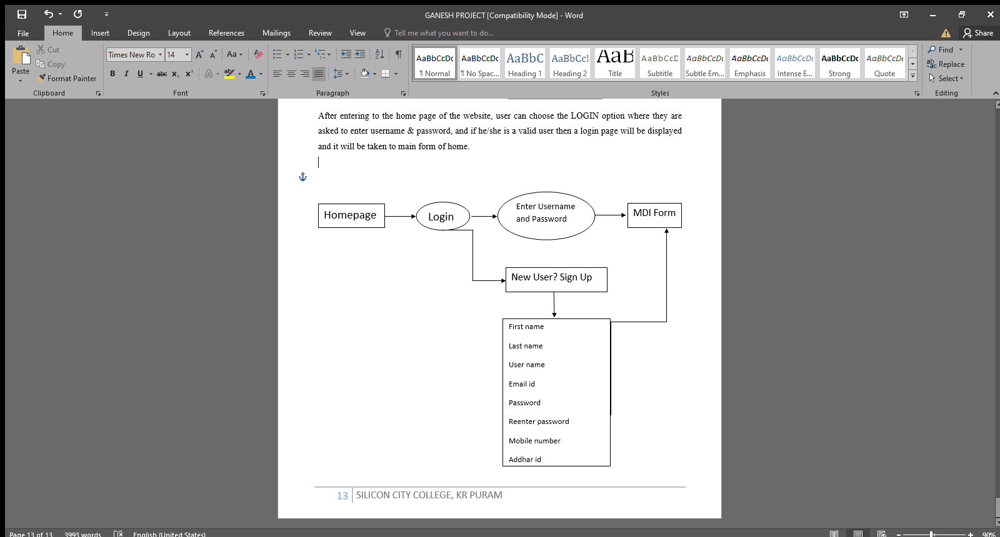 GANESH PROJECT [Compatibility Mode] - Word
File Home Insert Design Layout References Mailings Review View Tell me what you want to do... Share
Paste
Cut
Copy
Format Painter
Clipboard
Times New Ro 14
B I U abc x₂ x²
Font
Paragraph
AaBbCcDc AaBbCcDc AaBbC AaBbCcI AaB AaBbCcD AaBbCcDc AaBbCcDc AaBbCcDc AaBbCcDc AaBbCcDc
¶ Normal ¶ No Spac... Heading 1 Heading 2 Title Subtitle Subtle Em... Emphasis Intense E... Strong Quote
Styles
Find
Replace
Select
Editing
After entering to the home page of the website, user can choose the LOGIN option where they are
asked to enter username & password, and if he/she is a valid user then a login page will be displayed
and it will be taken to main form of home.
Homepage
Login
Enter Username
and Password
MDI Form
New User? Sign Up
First name
Last name
User name
Email id
Password
Reenter password
Mobile number
Addhar id
13 SILICON CITY COLLEGE, KR PURAM
Page 13 of 13 3993 words English (United States) 90%